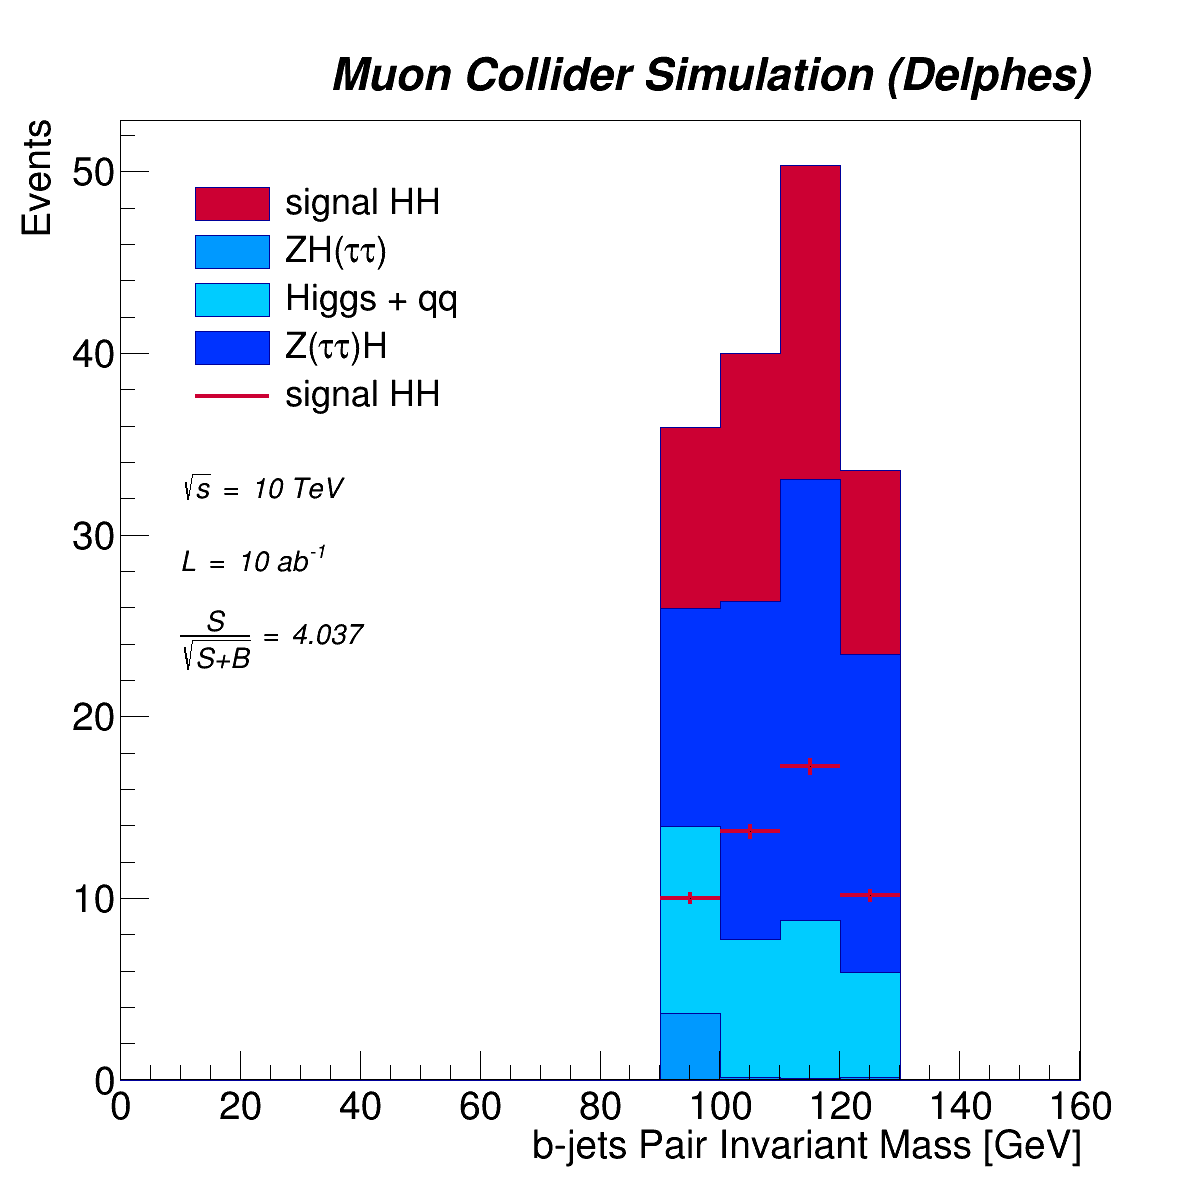 Muon Collider Simulation (Delphes)
Events
50
40
30
20
10
0
signal HH
ZH(ττ)
Higgs + qq
Z(ττ)H
signal HH
√s = 10 TeV
L = 10 ab⁻¹
S
√S+B = 4.037
0 20 40 60 80 100 120 140 160
b-jets Pair Invariant Mass [GeV]